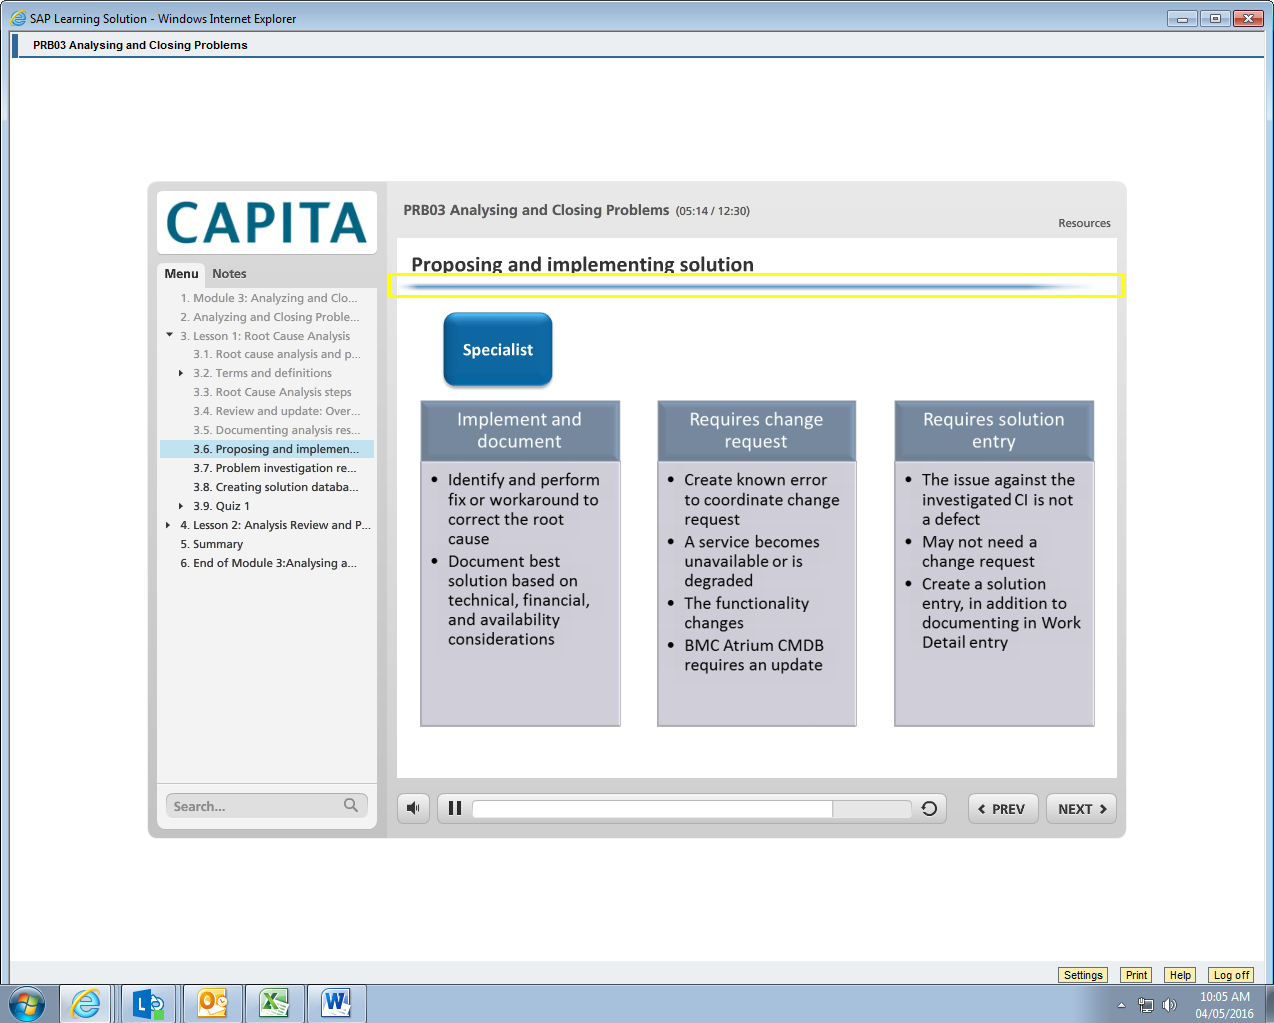 SAP Learning Solution - Windows Internet Explorer
PRB03 Analysing and Closing Problems
CAPITA
PRB03 Analysing and Closing Problems (05:14 / 12:30)
Resources
Menu Notes
1. Module 3: Analyzing and Clo...
2. Analyzing and Closing Proble...
3. Lesson 1: Root Cause Analysis
3.1. Root cause analysis and p...
3.2. Terms and definitions
3.3. Root Cause Analysis steps
3.4. Review and update: Over...
3.5. Documenting analysis res...
3.6. Proposing and implemen...
3.7. Problem investigation re...
3.8. Creating solution databa...
3.9. Quiz 1
4. Lesson 2: Analysis Review and P...
5. Summary
6. End of Module 3:Analysing a...
Search...
Proposing and implementing solution
Specialist
Implement and
document
• Identify and perform
fix or workaround to
correct the root
cause
• Document best
solution based on
technical, financial,
and availability
considerations
Requires change
request
• Create known error
to coordinate change
request
• A service becomes
unavailable or is
degraded
• The functionality
changes
• BMC Atrium CMDB
requires an update
Requires solution
entry
• The issue against the
investigated CI is not
a defect
• May not need a
change request
• Create a solution
entry, in addition to
documenting in Work
Detail entry
PREV
NEXT
Settings Print Help Log off
10:05 AM
04/05/2016